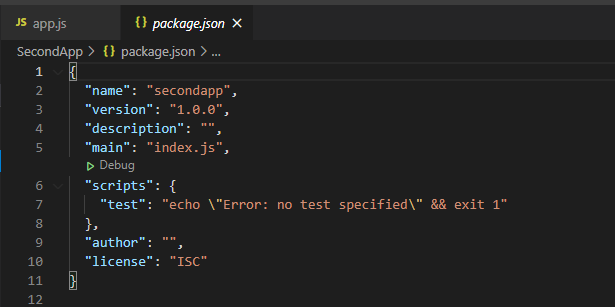 JS app.js {} package.json ×
SecondApp > {} package.json > ...
1 {
2 "name": "secondapp",
3 "version": "1.0.0",
4 "description": "",
5 "main": "index.js",
Debug
6 "scripts": {
7 "test": "echo \"Error: no test specified\" && exit 1"
8 },
9 "author": "",
10 "license": "ISC"
11 }
12